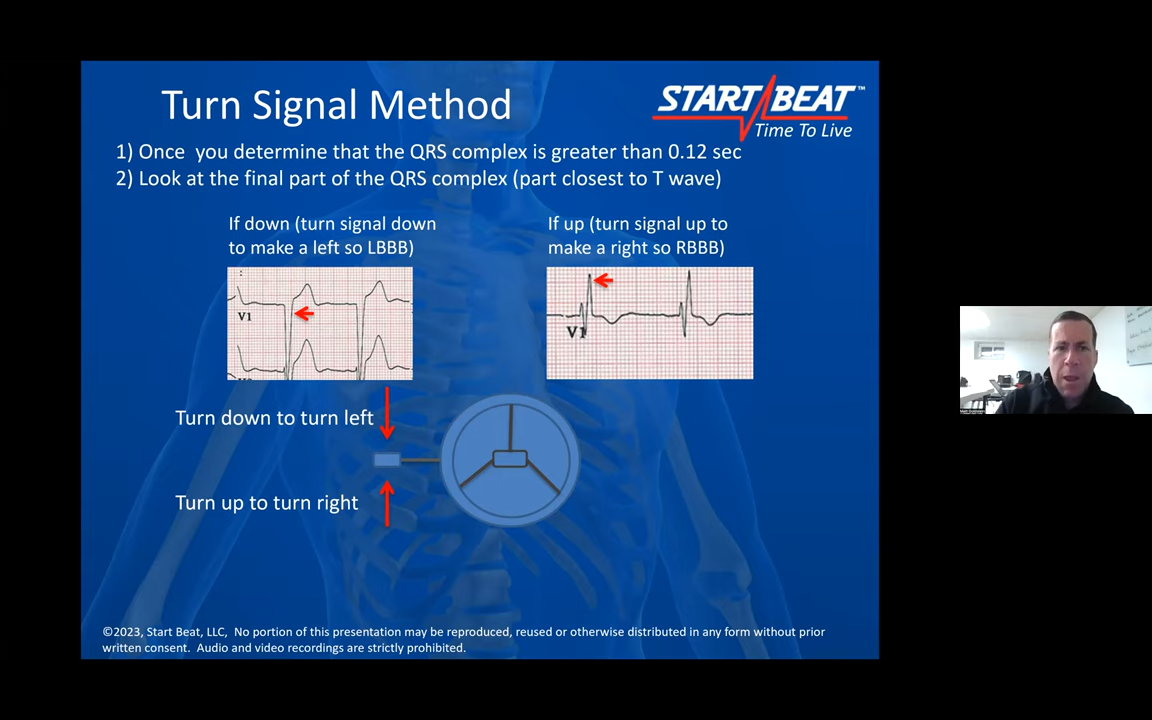 Turn Signal Method
START BEAT™
Time To Live
1) Once you determine that the QRS complex is greater than 0.12 sec
2) Look at the final part of the QRS complex (part closest to T wave)
If down (turn signal down
to make a left so LBBB)
If up (turn signal up to
make a right so RBBB)
V1
V1
Turn down to turn left
Turn up to turn right
©2023, Start Beat, LLC, No portion of this presentation may be reproduced, reused or otherwise distributed in any form without prior
written consent. Audio and video recordings are strictly prohibited.